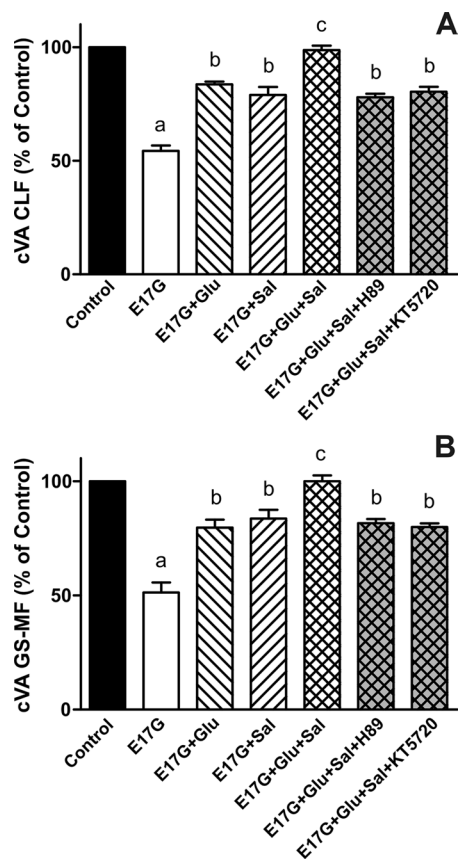 A
cVA CLF (% of Control)
100
50
0
a
b
b
c
b
b
Control
E17G
E17G+Glu
E17G+Sal
E17G+Glu+Sal
E17G+Glu+Sal+H89
E17G+Glu+Sal+KT5720
B
cVA GS-MF (% of Control)
100
50
0
a
b
b
c
b
b
Control
E17G
E17G+Glu
E17G+Sal
E17G+Glu+Sal
E17G+Glu+Sal+H89
E17G+Glu+Sal+KT5720